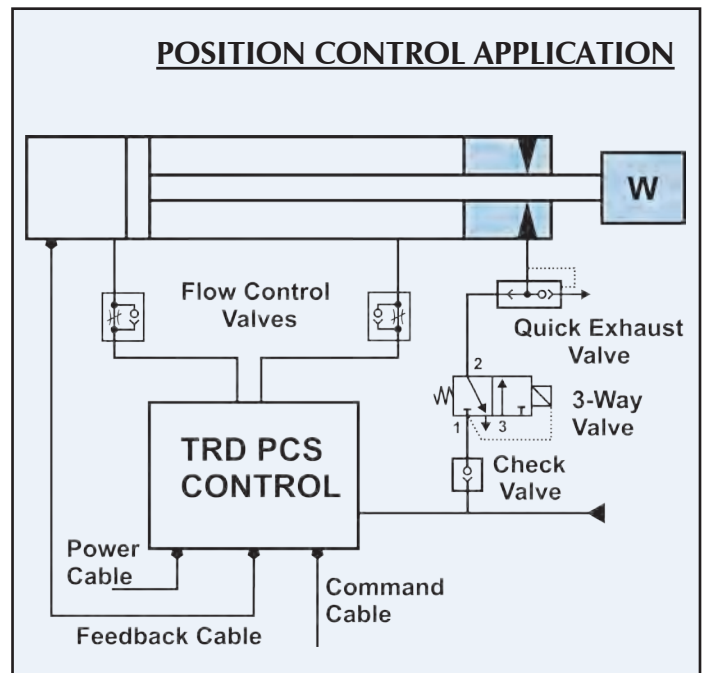 POSITION CONTROL APPLICATION
W
Flow Control
Valves
Quick Exhaust
Valve
2
3-Way
Valve
1
3
Check
Valve
TRD PCS
CONTROL
Power
Cable
Command
Cable
Feedback Cable